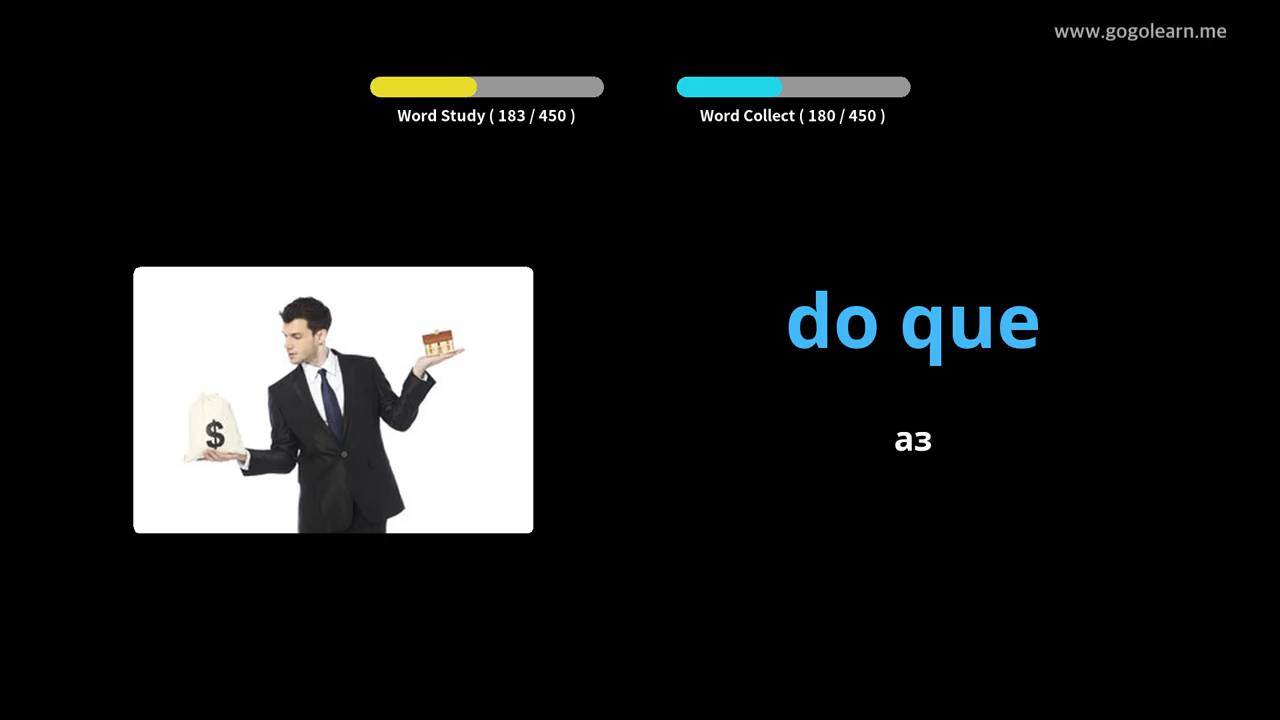 www.gogolearn.me
Word Study ( 183 / 450 )
Word Collect ( 180 / 450 )
$
do que
аз